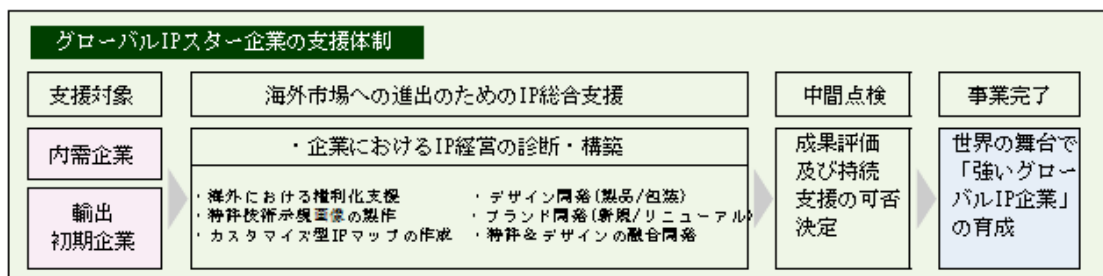 グローバルIPスター企業の支援体制
支援対象
海外市場への進出のためのIP総合支援
中間点検
事業完了
内需企業
輸出
初期企業
・企業におけるIP経営の診断・構築
・海外における権利化支援
・特許技術示現画像の製作
・カスタマイズ型IPマップの作成
・デザイン開発(製品/包装)
・ブランド開発(新規/リニューアル)
・特許&デザインの融合開発
成果評価
及び持続
支援の可否
決定
世界の舞台で
「強いグロー
バルIP企業」
の育成